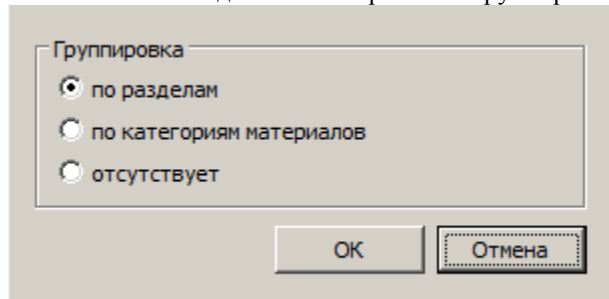 Группировка
по разделам
по категориям материалов
отсутствует
OK
Отмена